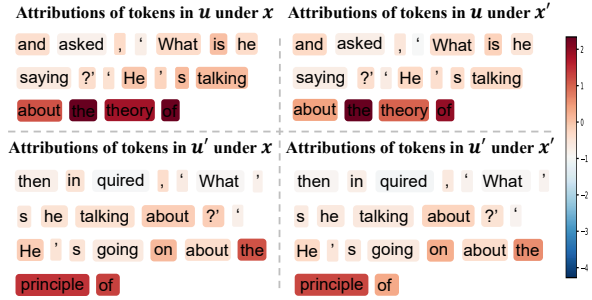 Attributions of tokens in u under x
and asked , ‘ What is he
saying ?’ ‘ He ’ s talking
about the theory of
Attributions of tokens in u under x′
and asked , ‘ What is he
saying ?’ ‘ He ’ s talking
about the theory of
Attributions of tokens in u′ under x
then in quired , ‘ What ’
s he talking about ?’ ‘
He ’ s going on about the
principle of
Attributions of tokens in u′ under x′
then in quired , ‘ What ’
s he talking about ?’ ‘
He ’ s going on about the
principle of
2
1
0
−1
−2
−3
−4